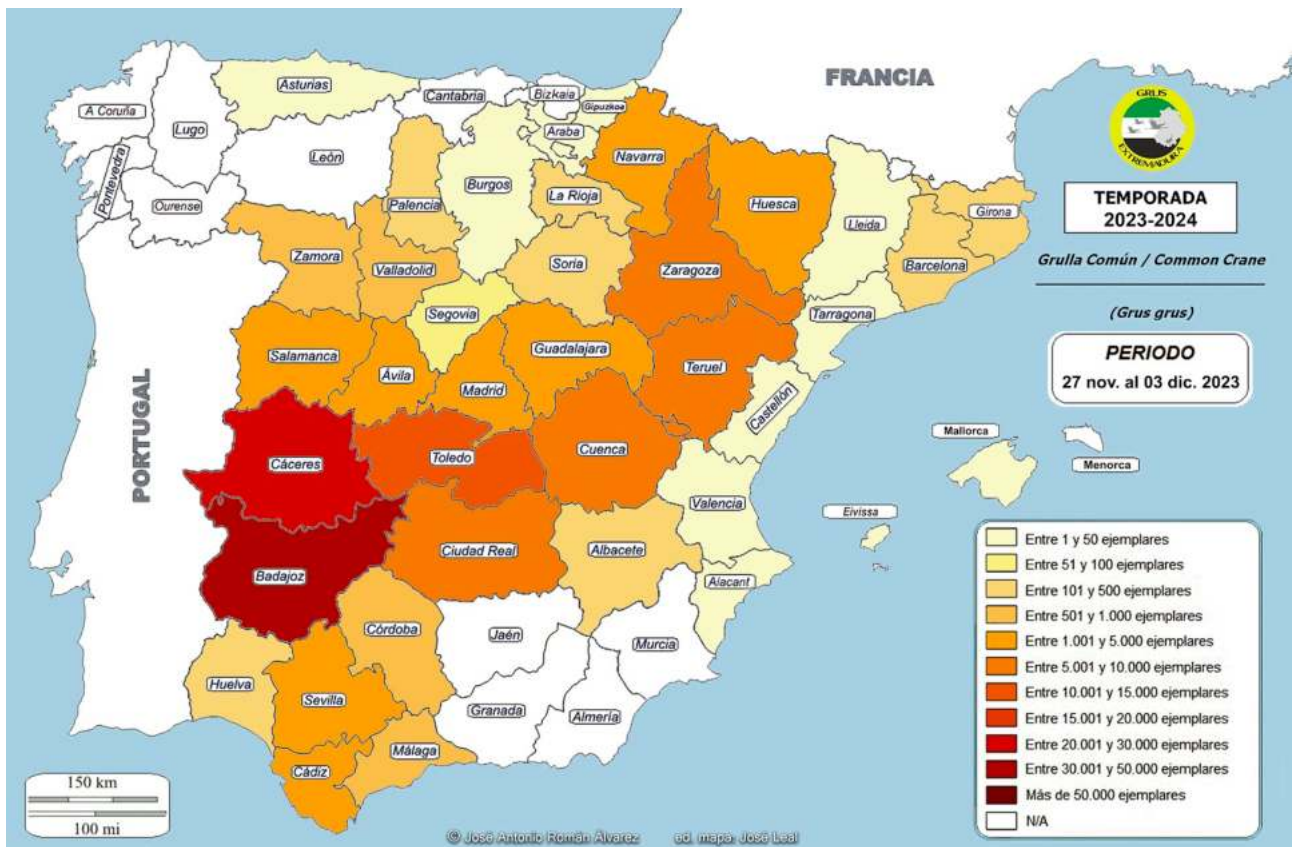 FRANCIA
PORTUGAL
A Coruña
Lugo
Pontevedra
Ourense
Asturias
León
Cantabria
Bizkaia
Gipuzkoa
Araba
Navarra
Burgos
Palencia
La Rioja
Huesca
Lleida
Girona
Barcelona
Tarragona
Zaragoza
Teruel
Zamora
Valladolid
Soria
Segovia
Salamanca
Ávila
Madrid
Guadalajara
Cuenca
Castellón
Valencia
Alacant
Cáceres
Toledo
Badajoz
Ciudad Real
Albacete
Huelva
Sevilla
Córdoba
Jaén
Murcia
Granada
Almería
Málaga
Cádiz
Mallorca
Menorca
Eivissa
GRUS
EXTREMADURA
TEMPORADA
2023-2024
Grulla Común / Common Crane
(Grus grus)
PERIODO
27 nov. al 03 dic. 2023
Entre 1 y 50 ejemplares
Entre 51 y 100 ejemplares
Entre 101 y 500 ejemplares
Entre 501 y 1.000 ejemplares
Entre 1.001 y 5.000 ejemplares
Entre 5.001 y 10.000 ejemplares
Entre 10.001 y 15.000 ejemplares
Entre 15.001 y 20.000 ejemplares
Entre 20.001 y 30.000 ejemplares
Entre 30.001 y 50.000 ejemplares
Más de 50.000 ejemplares
N/A
150 km
100 mi
© José Antonio Román Álvarez ed. mapa: José Leal